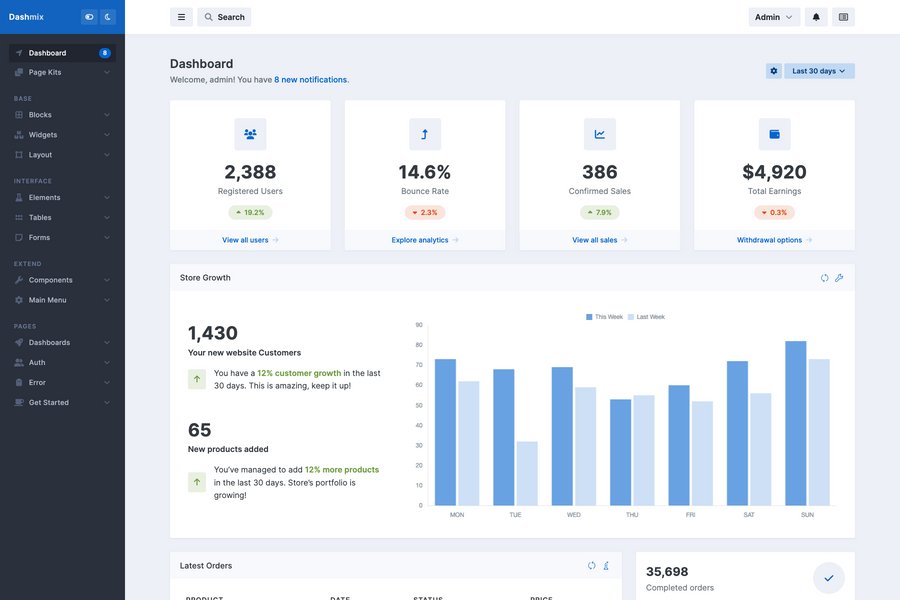 Dashmix
Search
Admin
Dashboard 8
Page Kits
BASE
Blocks
Widgets
Layout
INTERFACE
Elements
Tables
Forms
EXTEND
Components
Main Menu
PAGES
Dashboards
Auth
Error
Get Started
Dashboard
Welcome, admin! You have 8 new notifications.
Last 30 days
2,388
Registered Users
19.2%
View all users
14.6%
Bounce Rate
2.3%
Explore analytics
386
Confirmed Sales
7.9%
View all sales
$4,920
Total Earnings
0.3%
Withdrawal options
Store Growth
1,430
Your new website Customers
You have a 12% customer growth in the last
30 days. This is amazing, keep it up!
65
New products added
You've managed to add 12% more products
in the last 30 days. Store's portfolio is
growing!
This Week Last Week
90
80
70
60
50
40
30
20
10
0
MON TUE WED THU FRI SAT SUN
Latest Orders
PRODUCT DATE STATUS PRICE
35,698
Completed orders